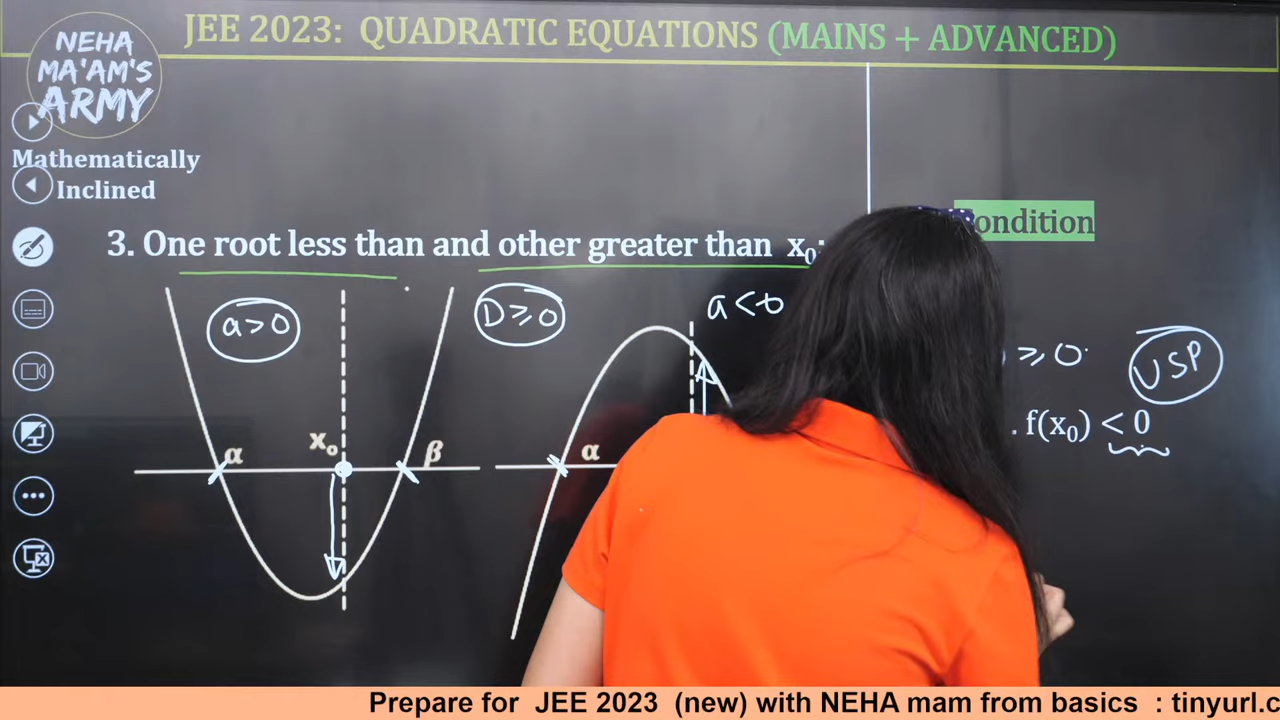 JEE 2023: QUADRATIC EQUATIONS (MAINS + ADVANCED)
NEHA
MA'AM'S
ARMY
Mathematically
Inclined
Condition
3. One root less than and other greater than x₀:
a > 0
D ⩾ 0
a < 0
⩾ 0
USP
. f(x₀) < 0
α
x₀
β
α
Prepare for JEE 2023 (new) with NEHA mam from basics : tinyurl.c